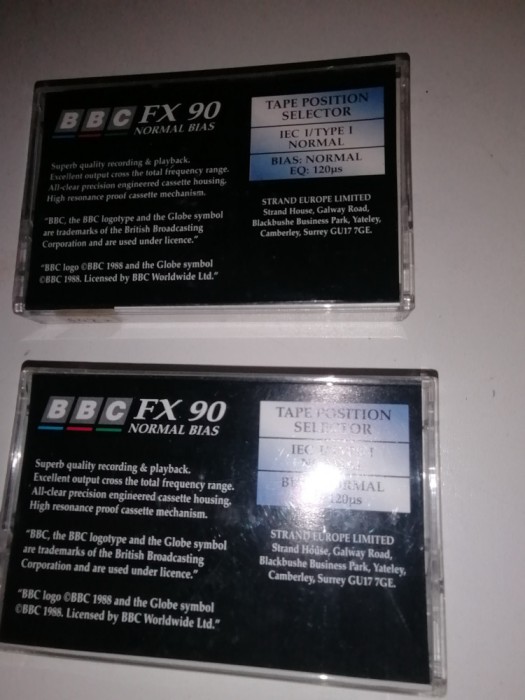 BBC FX 90
NORMAL BIAS
Superb quality recording & playback.
Excellent output cross the total frequency range.
All-clear precision engineered cassette housing.
High resonance proof cassette mechanism.
"BBC, the BBC logotype and the Globe symbol
are trademarks of the British Broadcasting
Corporation and are used under licence."
"BBC logo ©BBC 1988 and the Globe symbol
©BBC 1988. Licensed by BBC Worldwide Ltd."
TAPE POSITION
SELECTOR
IEC I/TYPE I
NORMAL
BIAS: NORMAL
EQ: 120µs
STRAND EUROPE LIMITED
Strand House, Galway Road,
Blackbushe Business Park, Yateley,
Camberley, Surrey GU17 7GE.
BBC FX 90
NORMAL BIAS
Superb quality recording & playback.
Excellent output cross the total frequency range.
All-clear precision engineered cassette housing.
High resonance proof cassette mechanism.
"BBC, the BBC logotype and the Globe symbol
are trademarks of the British Broadcasting
Corporation and are used under licence."
"BBC logo ©BBC 1988 and the Globe symbol
©BBC 1988. Licensed by BBC Worldwide Ltd."
TAPE POSITION
SELECTOR
IEC
120µs
STRAND EUROPE LIMITED
Strand House, Galway Road,
Blackbushe Business Park, Yateley,
Camberley, Surrey GU17 7GE.